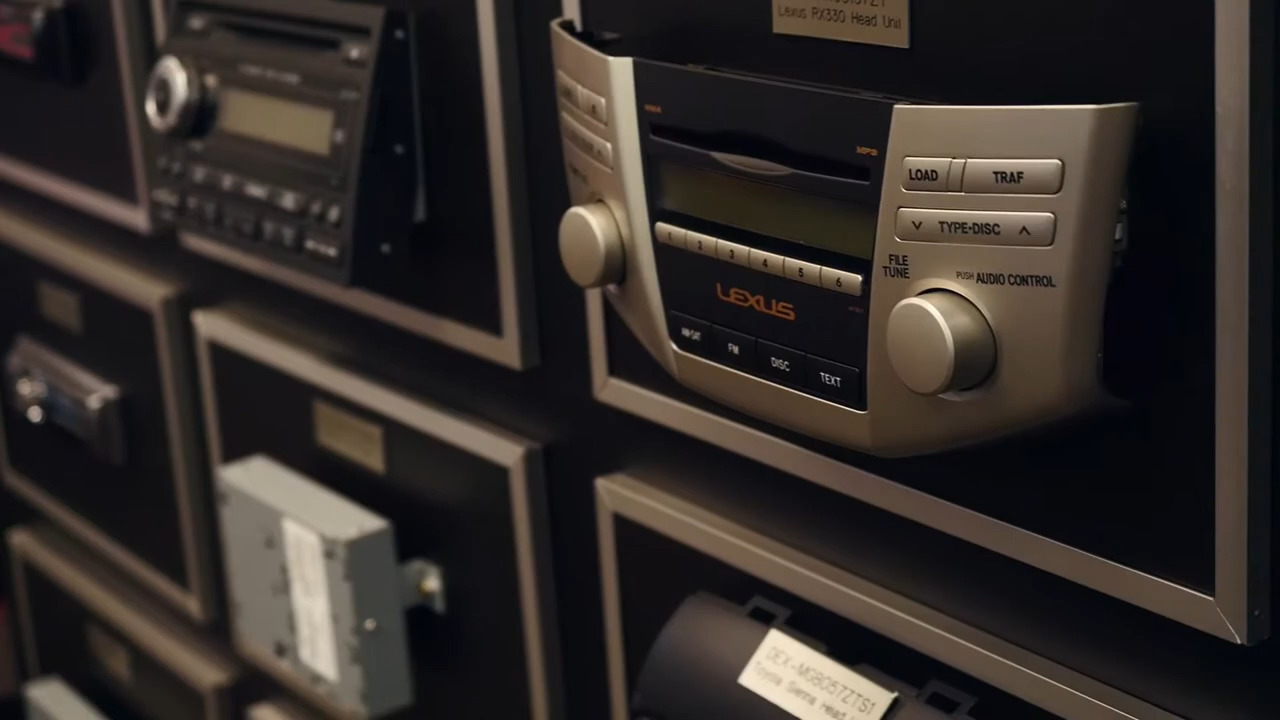 Lexus RX330 Head Unit
MP3
LOAD
TRAF
TYPE•DISC
1 2 3 4 5 6
FILE
TUNE
PUSH AUDIO CONTROL
LEXUS
AM·SAT FM DISC TEXT
DEX-MG8057ZTS1
Toyota Sienna Head